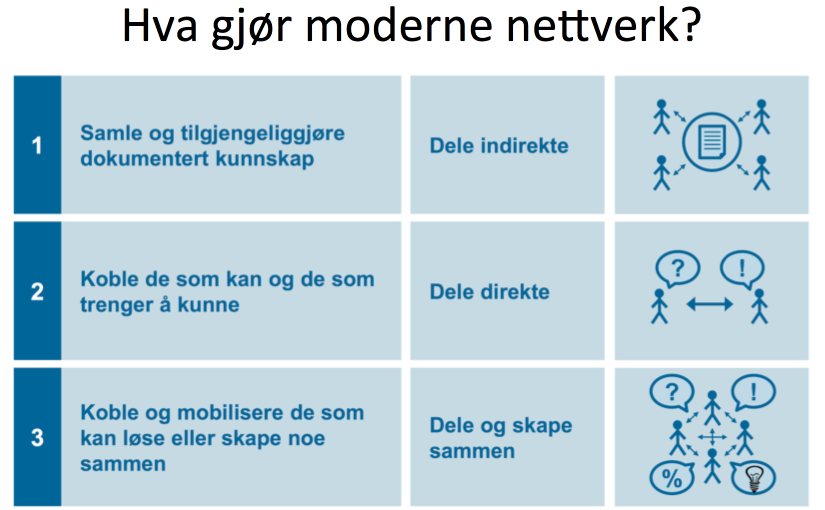 Hva gjør moderne nettverk?
1
Samle og tilgjengeliggjøre
dokumentert kunnskap
Dele indirekte
2
Koble de som kan og de som
trenger å kunne
Dele direkte
?
!
3
Koble og mobilisere de som
kan løse eller skape noe
sammen
Dele og skape
sammen
?
!
%